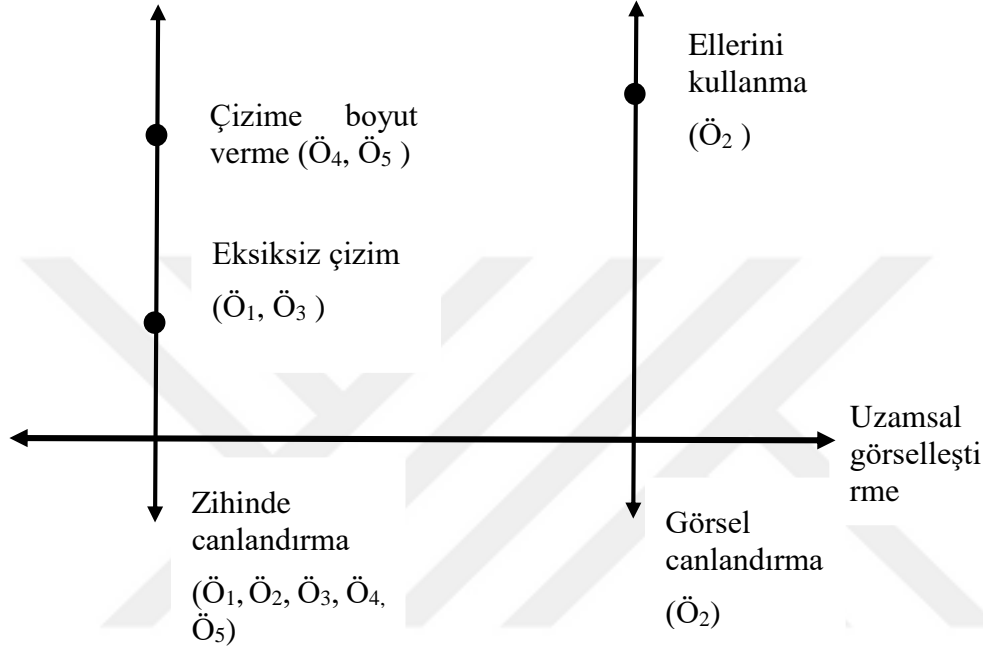 Çizime boyut
verme (Ö4, Ö5 )
Eksiksiz çizim
(Ö1, Ö3 )
Zihinde
canlandırma
(Ö1, Ö2, Ö3, Ö4,
Ö5)
Ellerini
kullanma
(Ö2 )
Görsel
canlandırma
(Ö2)
Uzamsal
görselleşti
rme